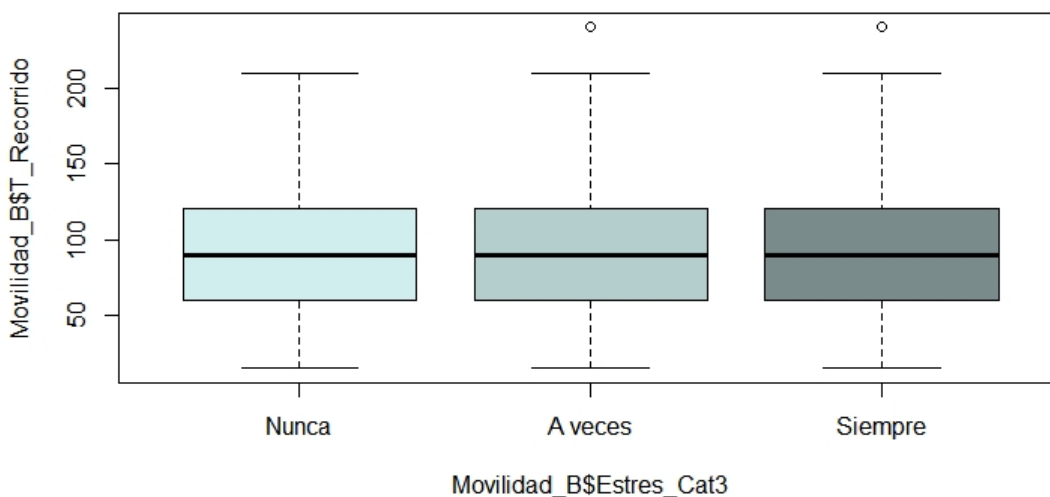 Movilidad_B$T_Recorrido
200
150
100
50
Nunca
A veces
Siempre
Movilidad_B$Estres_Cat3